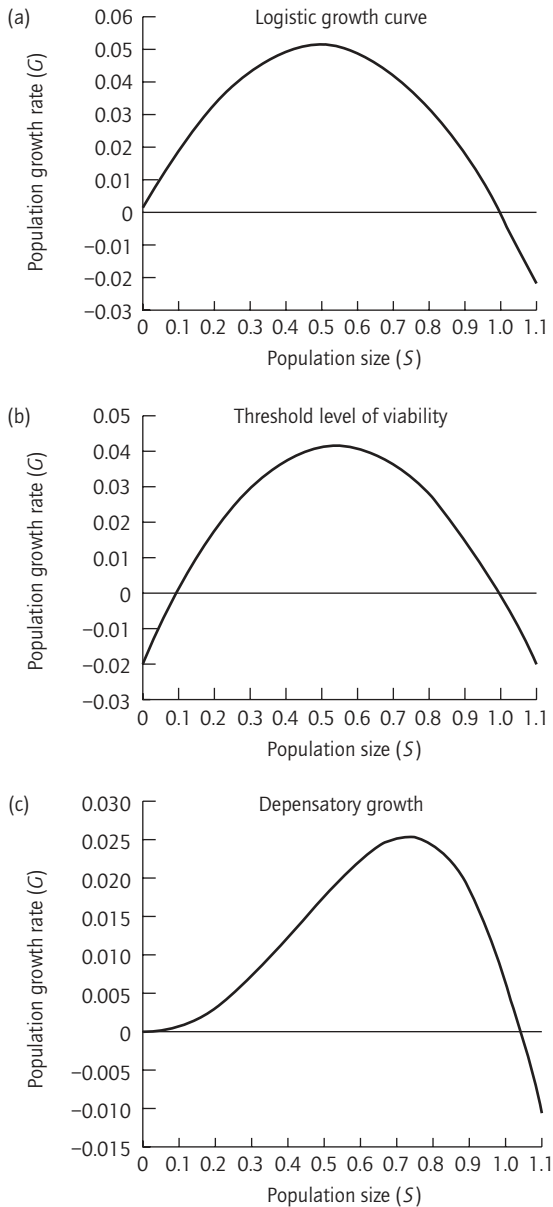 (a)
Logistic growth curve
Population growth rate (G)
0.06
0.05
0.04
0.03
0.02
0.01
0
−0.01
−0.02
−0.03
0 0.1 0.2 0.3 0.4 0.5 0.6 0.7 0.8 0.9 1.0 1.1
Population size (S)
(b)
Threshold level of viability
Population growth rate (G)
0.05
0.04
0.03
0.02
0.01
0
−0.01
−0.02
−0.03
0 0.1 0.2 0.3 0.4 0.5 0.6 0.7 0.8 0.9 1.0 1.1
Population size (S)
(c)
Depensatory growth
Population growth rate (G)
0.030
0.025
0.020
0.015
0.010
0.005
0
−0.005
−0.010
−0.015
0 0.1 0.2 0.3 0.4 0.5 0.6 0.7 0.8 0.9 1.0 1.1
Population size (S)